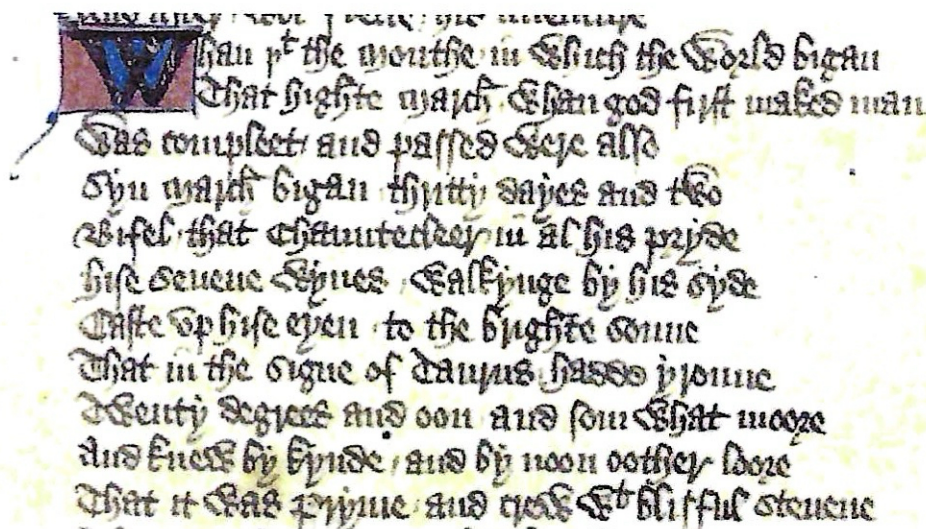 Whan þt the Monthe in which the world bigan
That highte March whan god first maked man
Was compleet and passed were also
Syn March bigan thritty dayes and two
Bifel that Chauntecleer in al his pryde
hise seuene wyues walkynge by his syde
Caste vp hise eyen to the brighte sonne
That in the signe of Taurus hadde yronne
Twenty degrees and oon and som what moore
And knew by kynde and by noon oother loore
That it was pryme and crew wt blisful steuene